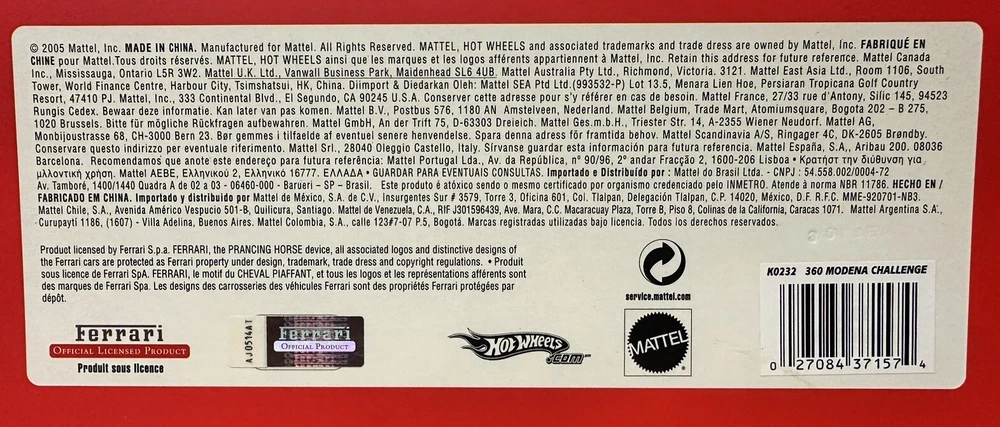 © 2005 Mattel, Inc. MADE IN CHINA. Manufactured for Mattel. All Rights Reserved. MATTEL, HOT WHEELS and associated trademarks and trade dress are owned by Mattel, Inc. FABRIQUÉ EN
CHINE pour Mattel.Tous droits réservés. MATTEL, HOT WHEELS ainsi que les marques et les logos afférents appartiennent à Mattel, Inc. Retain this address for future reference. Mattel Canada
Inc., Mississauga, Ontario L5R 3W2. Mattel U.K. Ltd., Vanwall Business Park, Maidenhead SL6 4UB. Mattel Australia Pty Ltd., Richmond, Victoria. 3121. Mattel East Asia Ltd., Room 1106, South
Tower, World Finance Centre, Harbour City, Tsimshatsui, HK, China. Diimport & Diedarkan Oleh: Mattel SEA Ptd Ltd.(993532-P) Lot 13.5, Menara Lien Hoe, Persiaran Tropicana Golf Country
Resort, 47410 PJ. Mattel, Inc., 333 Continental Blvd., El Segundo, CA 90245 U.S.A. Conserver cette adresse pour s'y référer en cas de besoin. Mattel France, 27/33 rue d'Antony, Silic 145, 94523
Rungis Cedex. Bewaar deze informatie. Kan later van pas komen. Mattel B.V., Postbus 576, 1180 AN Amstelveen, Nederland. Mattel Belgium, Trade Mart, Atomiumsquare, Bogota 202 – B 275,
1020 Brussels. Bitte für mögliche Rückfragen aufbewahren. Mattel GmbH, An der Trift 75, D-63303 Dreieich. Mattel Ges.m.b.H., Triester Str. 14, A-2355 Wiener Neudorf. Mattel AG,
Monbijoustrasse 68, CH-3000 Bern 23. Bør gemmes i tilfælde af eventuel senere henvendelse. Spara denna adress för framtida behov. Mattel Scandinavia A/S, Ringager 4C, DK-2605 Brøndby.
Conservare questo indirizzo per eventuale riferimento. Mattel Srl., 28040 Oleggio Castello, Italy. Sírvanse guardar esta información para futura referencia. Mattel España, S.A., Aribau 200. 08036
Barcelona. Recomendamos que anote este endereço para futura referência: Mattel Portugal Lda., Av. da República, nº 90/96, 2º andar Fracção 2, 1600-206 Lisboa • Κρατήστ την διύθυνση για
μλλοντική χρήση. Mattel AEBE, Ελληνικού 2, Ελληνικό 16777. ΕΛΛΑΔΑ • GUARDAR PARA EVENTUAIS CONSULTAS. Importado e Distribuído por : Mattel do Brasil Ltda. - CNPJ : 54.558.002/0004-72
Av. Tamboré, 1400/1440 Quadra A de 02 a 03 - 06460-000 - Barueri – SP – Brasil. Este produto é atóxico sendo o mesmo certificado por organismo credenciado pelo INMETRO. Atende à norma NBR 11786. HECHO EN /
FABRICADO EM CHINA. Importado y distribuido por Mattel de México, S.A. de C.V., Insurgentes Sur # 3579, Torre 3, Oficina 601, Col. Tlalpan, Delegación Tlalpan, C.P. 14020, México, D.F. R.F.C. MME-920701-NB3.
Mattel Chile, S.A., Avenida Américo Vespucio 501-B, Quilicura, Santiago. Mattel de Venezuela, C.A., RIF J301596439, Ave. Mara, C.C. Macaracuay Plaza, Torre B, Piso 8, Colinas de la California, Caracas 1071. Mattel Argentina S.A.,
Curupaytí 1186, (1607) - Villa Adelina, Buenos Aires. Mattel Colombia, S.A., calle 123#7-07 P.5, Bogotá. Marcas registradas utilizadas bajo licencia. Todos los derechos reservados.
Product licensed by Ferrari S.p.a. FERRARI, the PRANCING HORSE device, all associated logos and distinctive designs of
the Ferrari cars are protected as Ferrari property under design, trademark, trade dress and copyright regulations. • Produit
sous licence de Ferrari SpA. FERRARI, le motif du CHEVAL PIAFFANT, et tous les logos et les représentations afférents sont
des marques de Ferrari Spa. Les designs des carrosseries des véhicules Ferrari sont des propriétés Ferrari protégées par
dépôt.
service.mattel.com
K0232 360 MODENA CHALLENGE
0 27084 37157 4
Ferrari
OFFICIAL LICENSED PRODUCT
Produit sous licence
AJ0514AT
Ferrari
OFFICIAL PRODUCT
HOT WHEELS
.COM
MATTEL